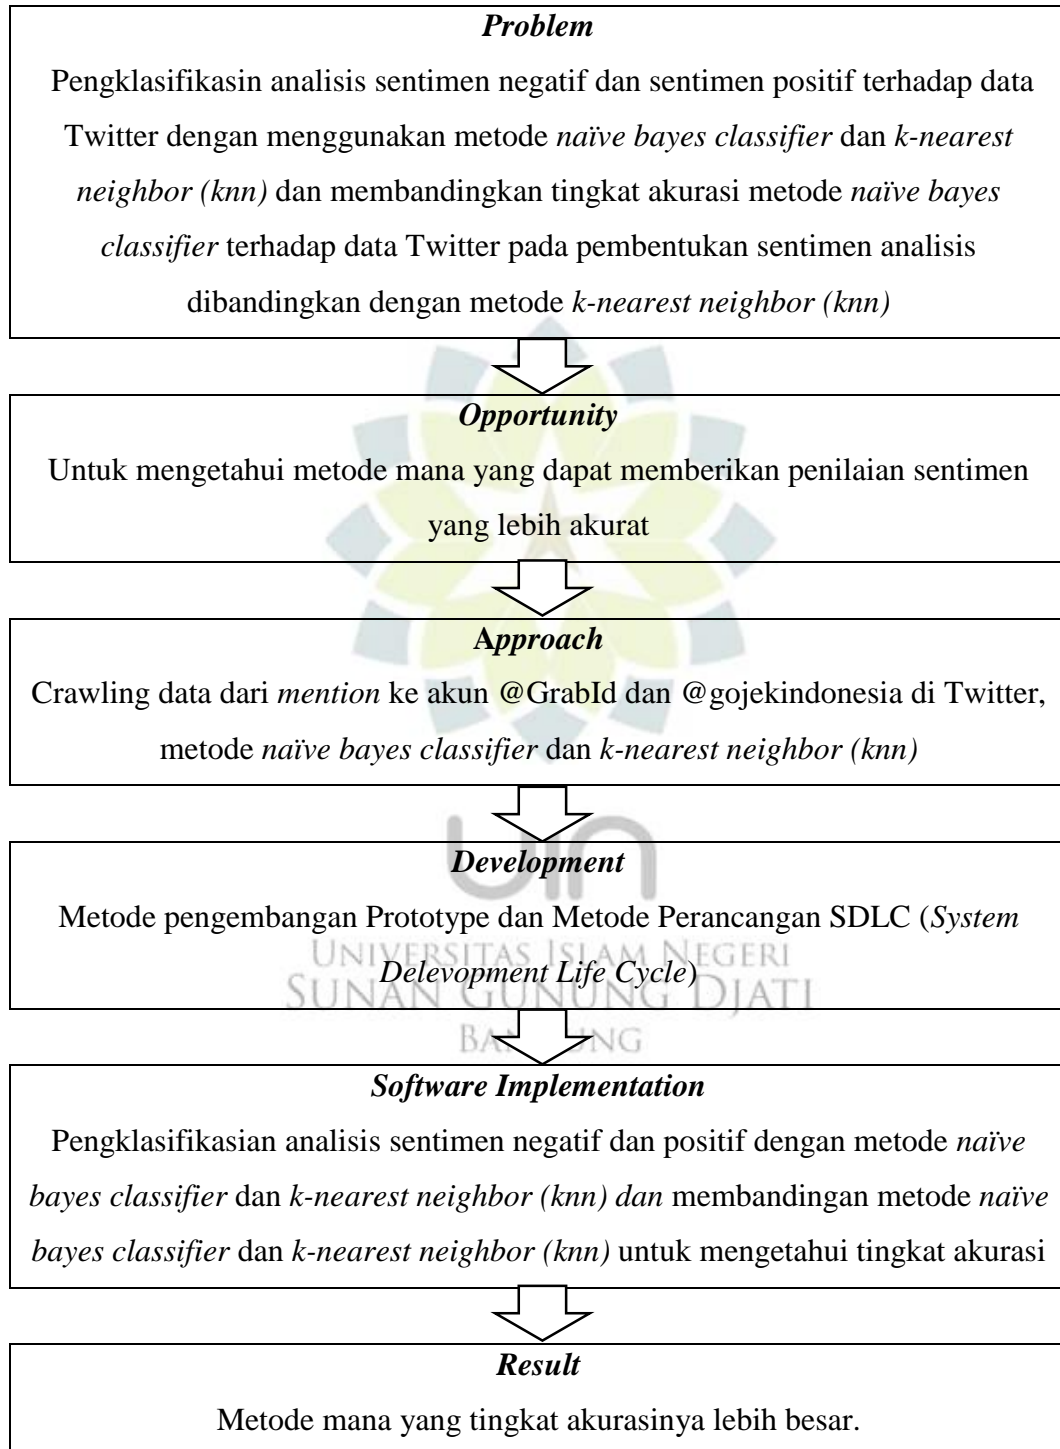 Problem
Pengklasifikasin analisis sentimen negatif dan sentimen positif terhadap data
Twitter dengan menggunakan metode naïve bayes classifier dan k-nearest
neighbor (knn) dan membandingkan tingkat akurasi metode naïve bayes
classifier terhadap data Twitter pada pembentukan sentimen analisis
dibandingkan dengan metode k-nearest neighbor (knn)
Opportunity
Untuk mengetahui metode mana yang dapat memberikan penilaian sentimen
yang lebih akurat
Approach
Crawling data dari mention ke akun @GrabId dan @gojekindonesia di Twitter,
metode naïve bayes classifier dan k-nearest neighbor (knn)
uin
Development
Metode pengembangan Prototype dan Metode Perancangan SDLC (System
UNIVERSITAS ISLAM NEGERI
Delevopment Life Cycle)
SUNAN GUNUNG DJATI
BANDUNG
Software Implementation
Pengklasifikasian analisis sentimen negatif dan positif dengan metode naïve
bayes classifier dan k-nearest neighbor (knn) dan membandingan metode naïve
bayes classifier dan k-nearest neighbor (knn) untuk mengetahui tingkat akurasi
Result
Metode mana yang tingkat akurasinya lebih besar.